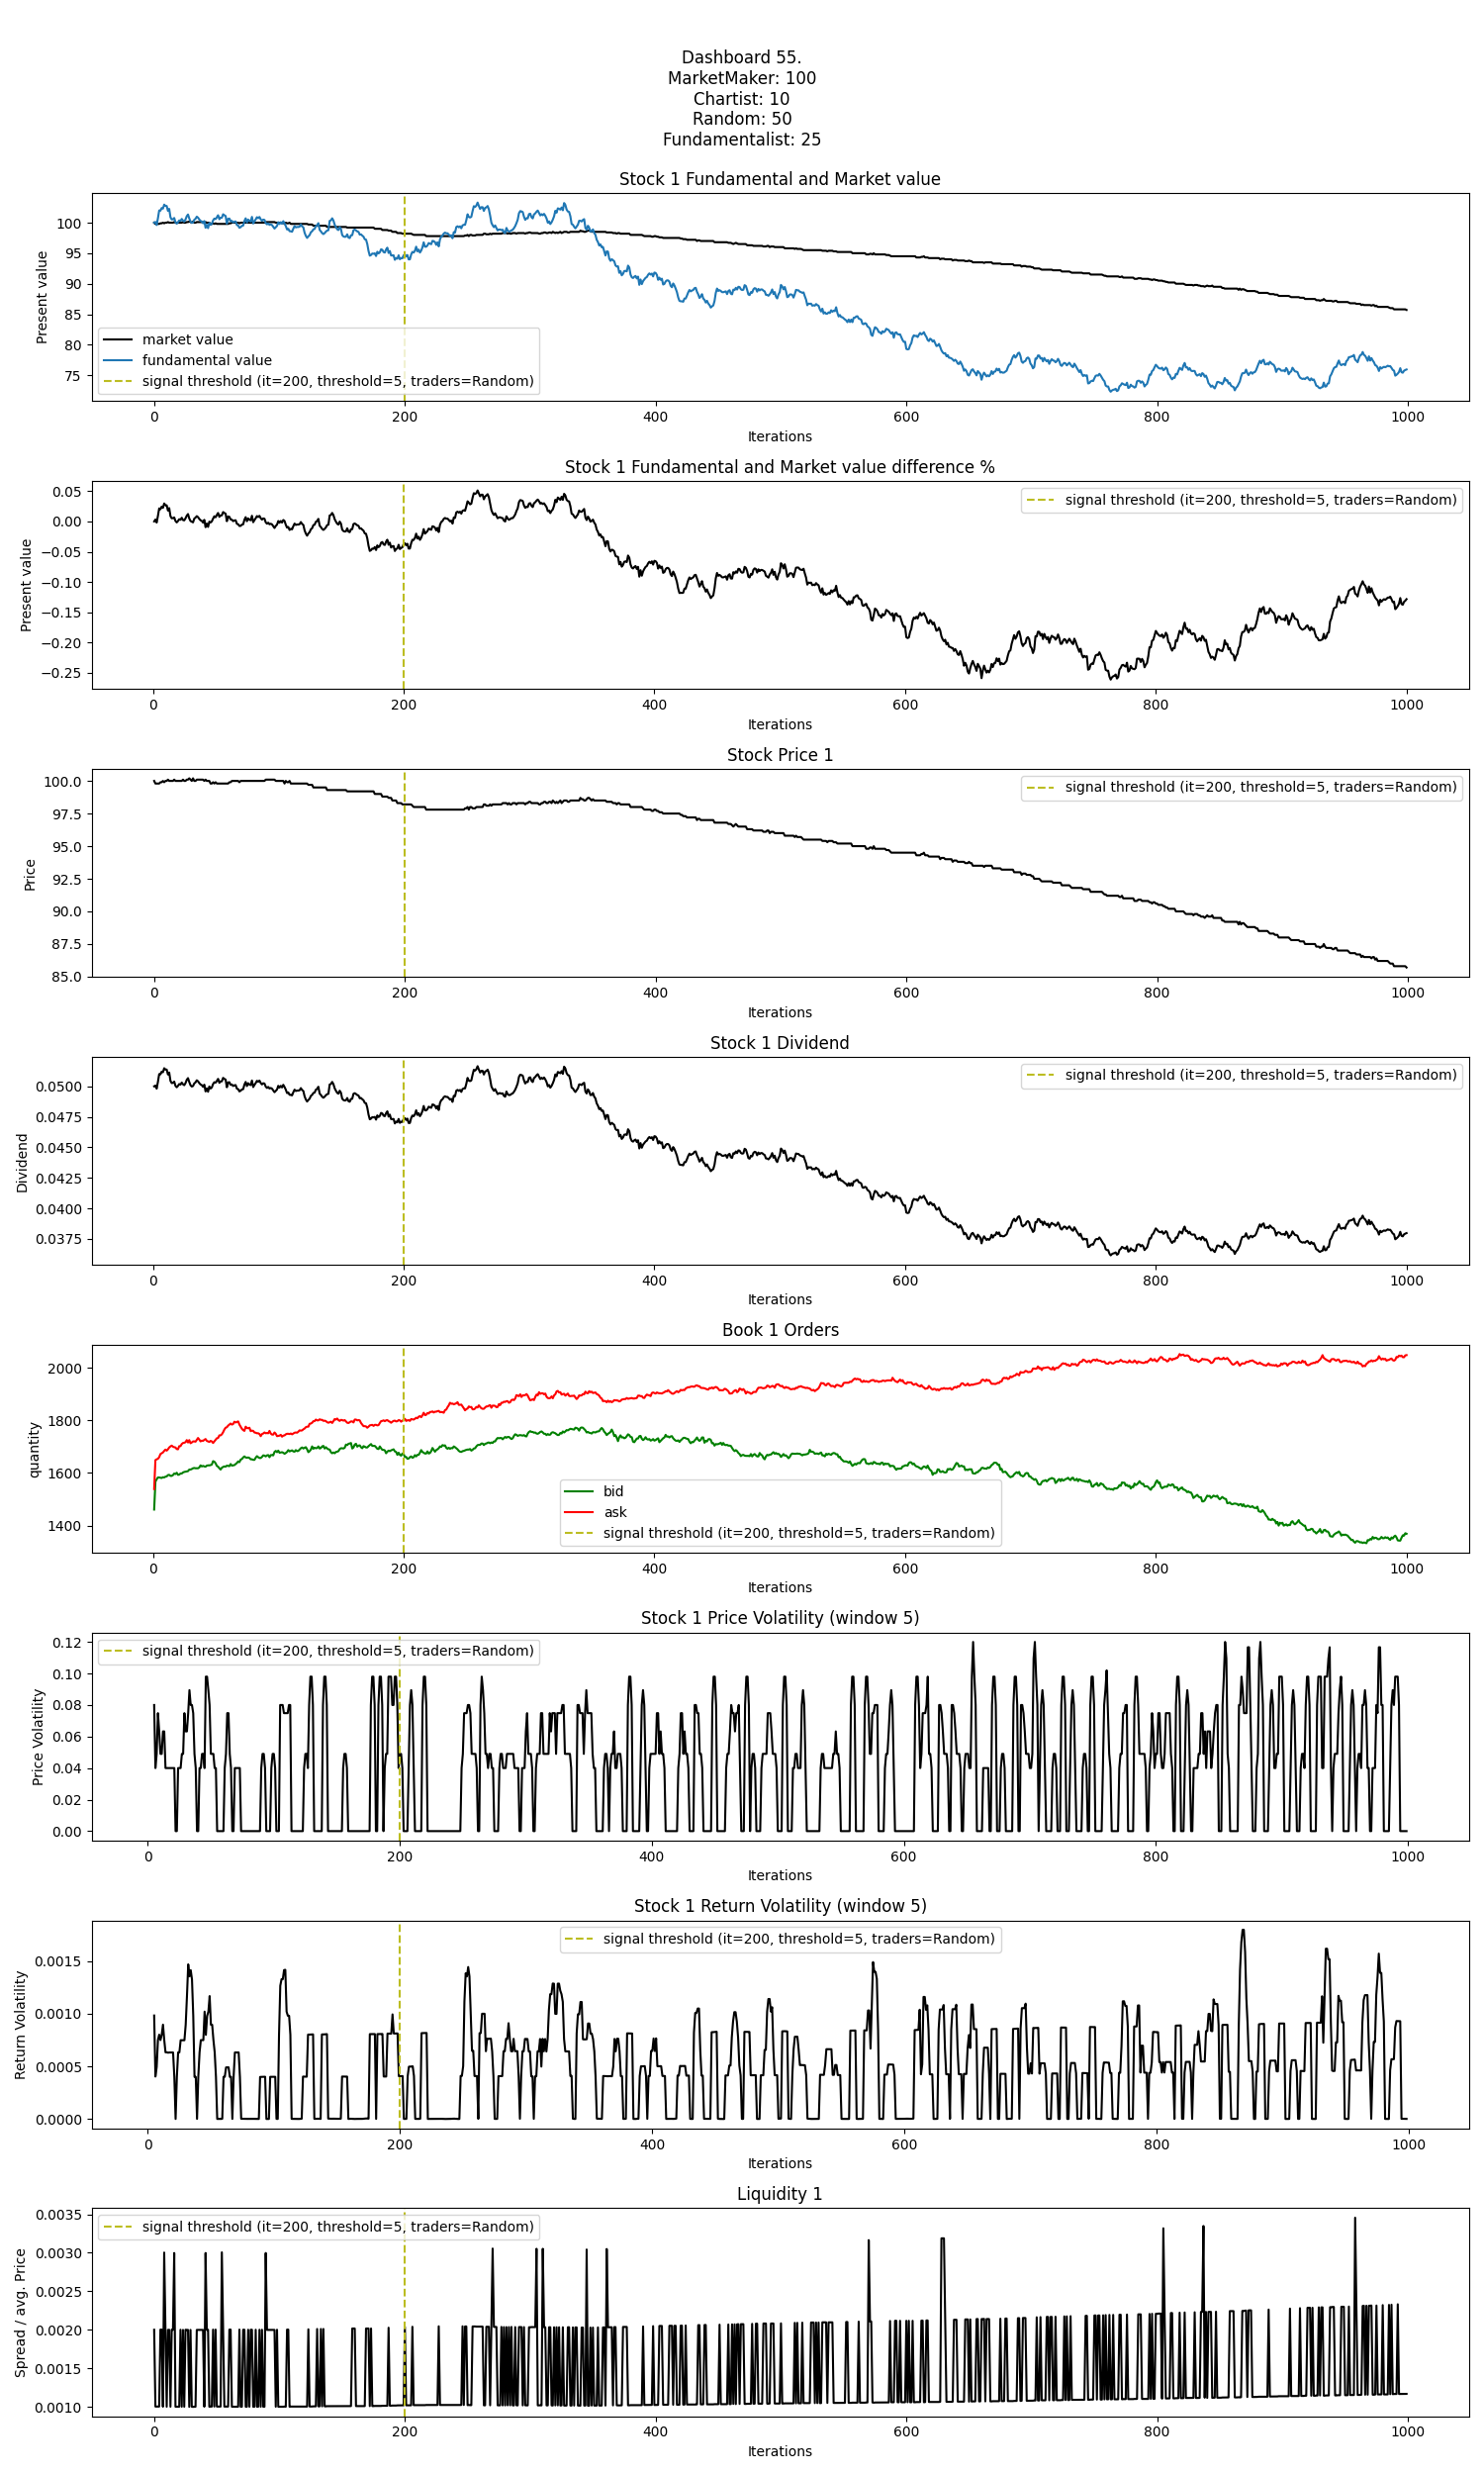 Dashboard 55.
MarketMaker: 100
Chartist: 10
Random: 50
Fundamentalist: 25
Stock 1 Fundamental and Market value
Present value
100
95
90
85
80
75
market value
fundamental value
signal threshold (it=200, threshold=5, traders=Random)
0 200 400 600 800 1000
Iterations
Stock 1 Fundamental and Market value difference %
Present value
0.05
0.00
−0.05
−0.10
−0.15
−0.20
−0.25
signal threshold (it=200, threshold=5, traders=Random)
0 200 400 600 800 1000
Iterations
Stock Price 1
Price
100.0
97.5
95.0
92.5
90.0
87.5
85.0
signal threshold (it=200, threshold=5, traders=Random)
0 200 400 600 800 1000
Iterations
Stock 1 Dividend
Dividend
0.0500
0.0475
0.0450
0.0425
0.0400
0.0375
signal threshold (it=200, threshold=5, traders=Random)
0 200 400 600 800 1000
Iterations
Book 1 Orders
quantity
2000
1800
1600
1400
bid
ask
signal threshold (it=200, threshold=5, traders=Random)
0 200 400 600 800 1000
Iterations
Stock 1 Price Volatility (window 5)
Price Volatility
0.12
0.10
0.08
0.06
0.04
0.02
0.00
signal threshold (it=200, threshold=5, traders=Random)
0 200 400 600 800 1000
Iterations
Stock 1 Return Volatility (window 5)
Return Volatility
0.0015
0.0010
0.0005
0.0000
signal threshold (it=200, threshold=5, traders=Random)
0 200 400 600 800 1000
Iterations
Liquidity 1
Spread / avg. Price
0.0035
0.0030
0.0025
0.0020
0.0015
0.0010
signal threshold (it=200, threshold=5, traders=Random)
0 200 400 600 800 1000
Iterations